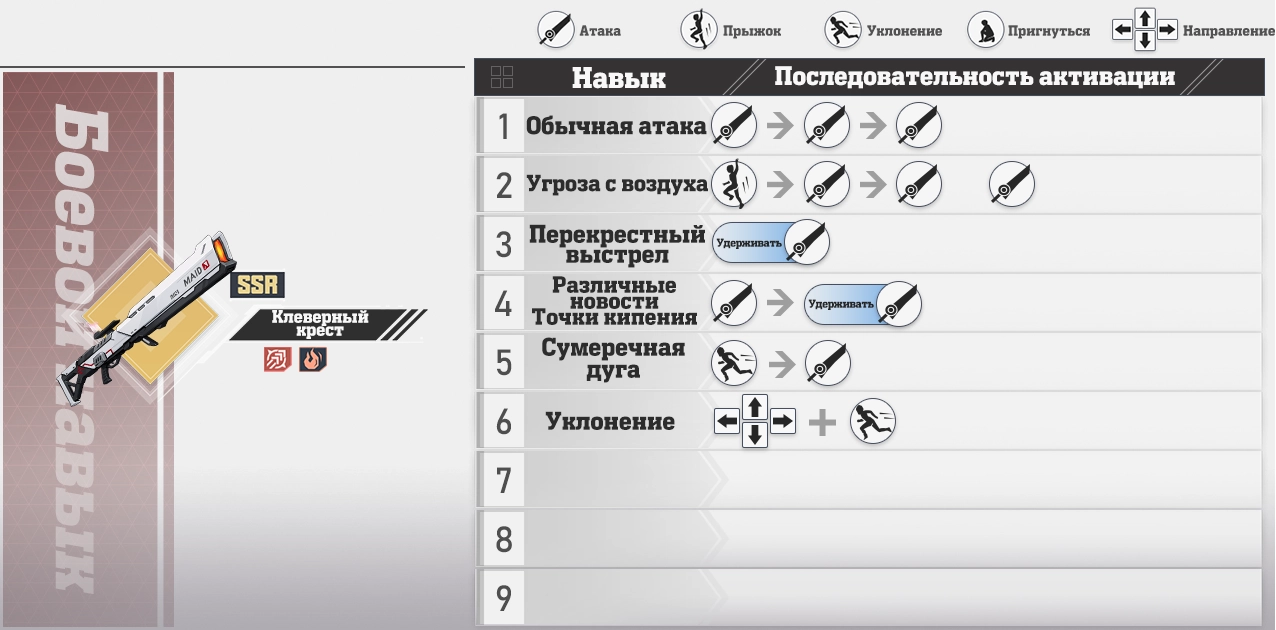 Атака
Прыжок
Уклонение
Пригнуться
Направление
Навык
Последовательность активации
Боевой навык
MAID
SSR
Клеверный
крест
1
Обычная атака
2
Угроза с воздуха
3
Перекрестный
выстрел
Удерживать
4
Различные
новости
Точки кипения
Удерживать
5
Сумеречная
дуга
6
Уклонение
7
8
9